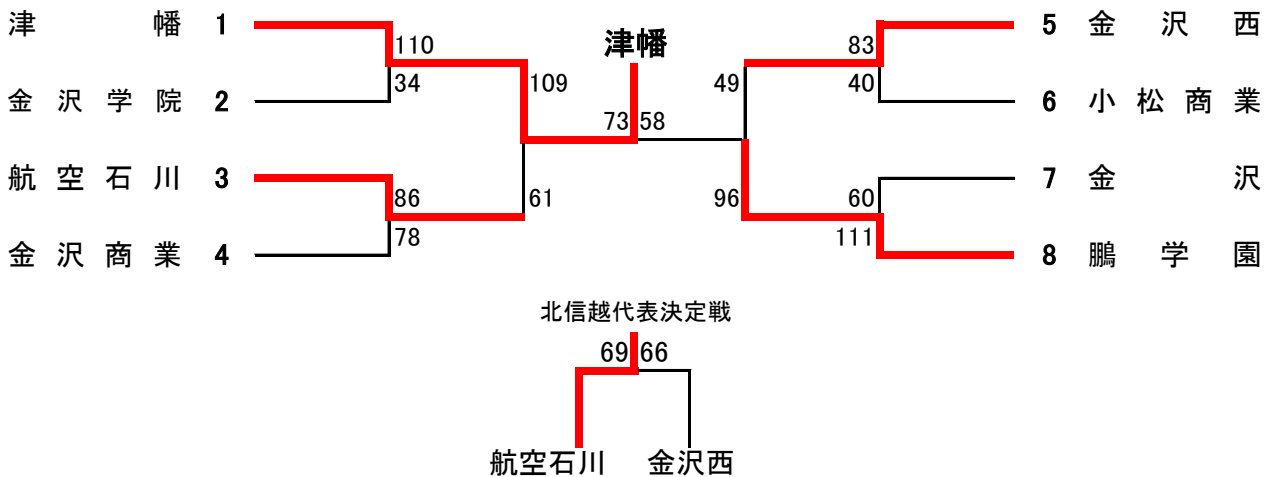 津幡 1
110
津幡
83
5 金沢西
34
109
49
40
金沢学院 2
73 58
6 小松商業
航空石川 3
86
61
96
60
7 金沢
78
111
金沢商業 4
8 鵬学園
北信越代表決定戦
69 66
航空石川 金沢西